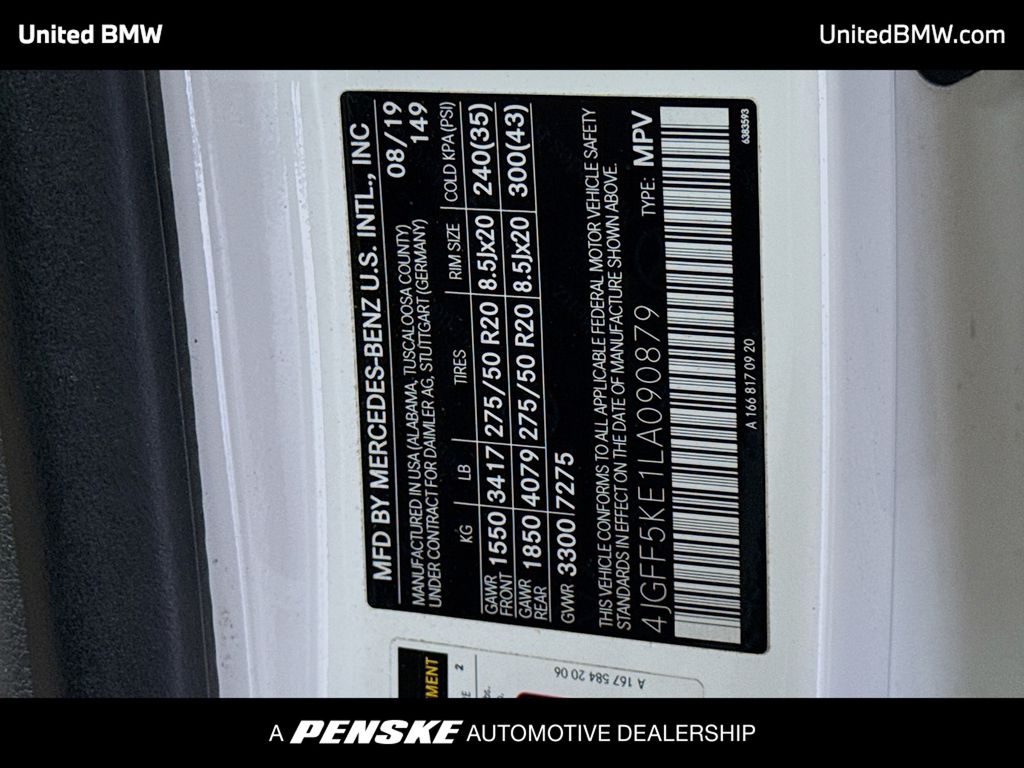 United BMW
UnitedBMW.com
MFD BY MERCEDES-BENZ U.S. INTL., INC
08/19
MANUFACTURED IN USA (ALABAMA, TUSCALOOSA COUNTY)
UNDER CONTRACT FOR DAIMLER AG, STUTTGART (GERMANY)
149
KG LB TIRES RIM SIZE COLD KPA (PSI)
GAWR FRONT 1550 3417 275/50 R20 8.5Jx20 240(35)
GAWR REAR 1850 4079 275/50 R20 8.5Jx20 300(43)
GVWR 3300 7275
THIS VEHICLE CONFORMS TO ALL APPLICABLE FEDERAL MOTOR VEHICLE SAFETY
STANDARDS IN EFFECT ON THE DATE OF MANUFACTURE SHOWN ABOVE.
4JGFF5KE1LA090879 TYPE: MPV
A 166 817 09 20
6383593
A 167 584 20 06
2
A PENSKE AUTOMOTIVE DEALERSHIP